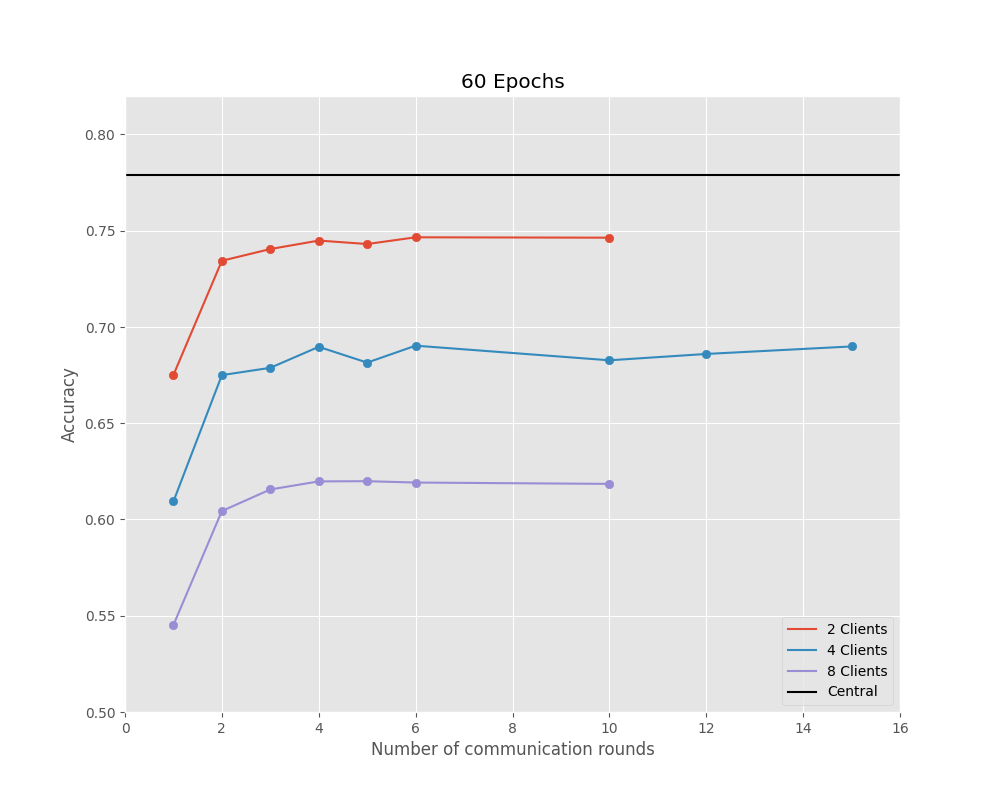 60 Epochs
Accuracy
0.80
0.75
0.70
0.65
0.60
0.55
0.50
0 2 4 6 8 10 12 14 16
Number of communication rounds
2 Clients
4 Clients
8 Clients
Central